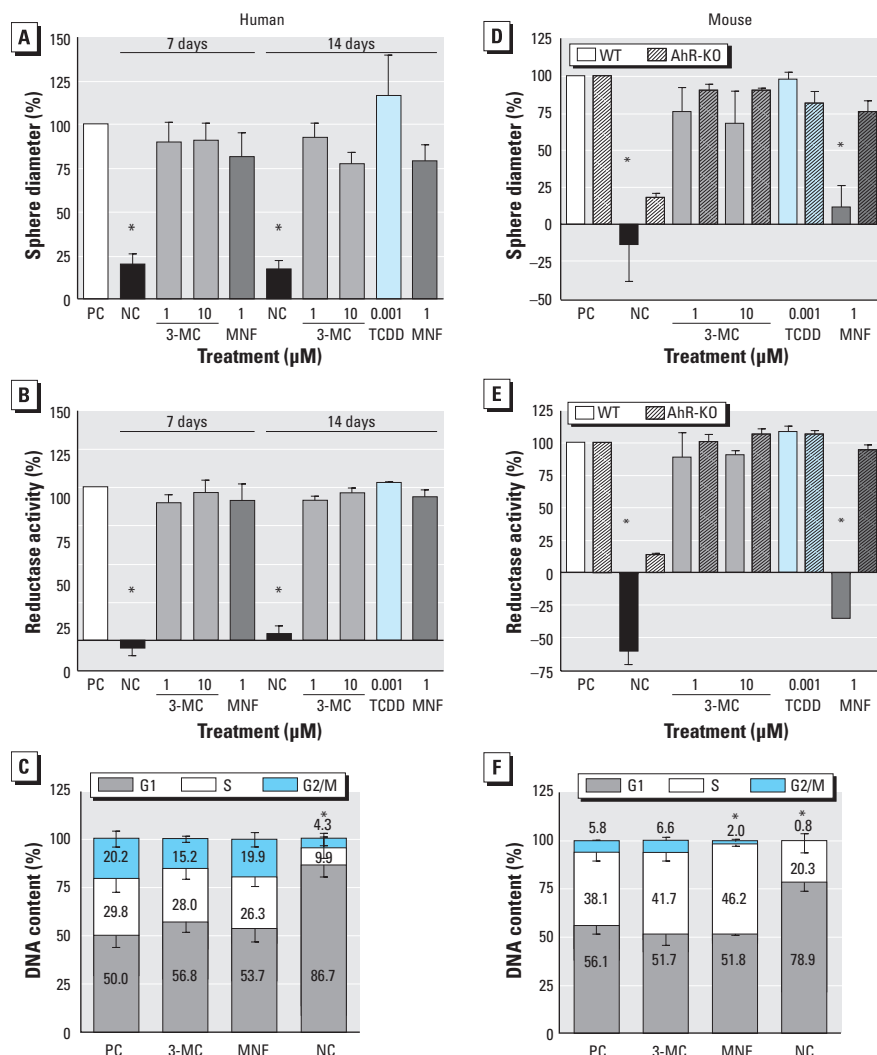 Human
A
Sphere diameter (%)
150
125
100
75
50
25
0
7 days
14 days
*
*
PC NC 1 10 1 NC 1 10 0.001 1
3-MC MNF 3-MC TCDD MNF
Treatment (µM)
B
Reductase activity (%)
150
125
100
75
50
25
0
7 days
14 days
*
*
PC NC 1 10 1 NC 1 10 0.001 1
3-MC MNF 3-MC TCDD MNF
Treatment (µM)
C
DNA content (%)
125
100
75
50
25
0
G1 S G2/M
*
4.3
20.2 15.2 19.9 9.9
29.8 28.0 26.3
50.0 56.8 53.7 86.7
PC 3-MC MNF NC
Mouse
D
Sphere diameter (%)
125
100
75
50
25
0
–25
–50
WT AhR-KO
*
*
PC NC 1 10 0.001 1
3-MC TCDD MNF
Treatment (µM)
E
Reductase activity (%)
125
100
75
50
25
0
–25
–50
–75
WT AhR-KO
*
*
PC NC 1 10 0.001 1
3-MC TCDD MNF
Treatment (µM)
F
DNA content (%)
125
100
75
50
25
0
G1 S G2/M
* *
5.8 6.6 2.0 0.8
38.1 41.7 46.2 20.3
56.1 51.7 51.8 78.9
PC 3-MC MNF NC